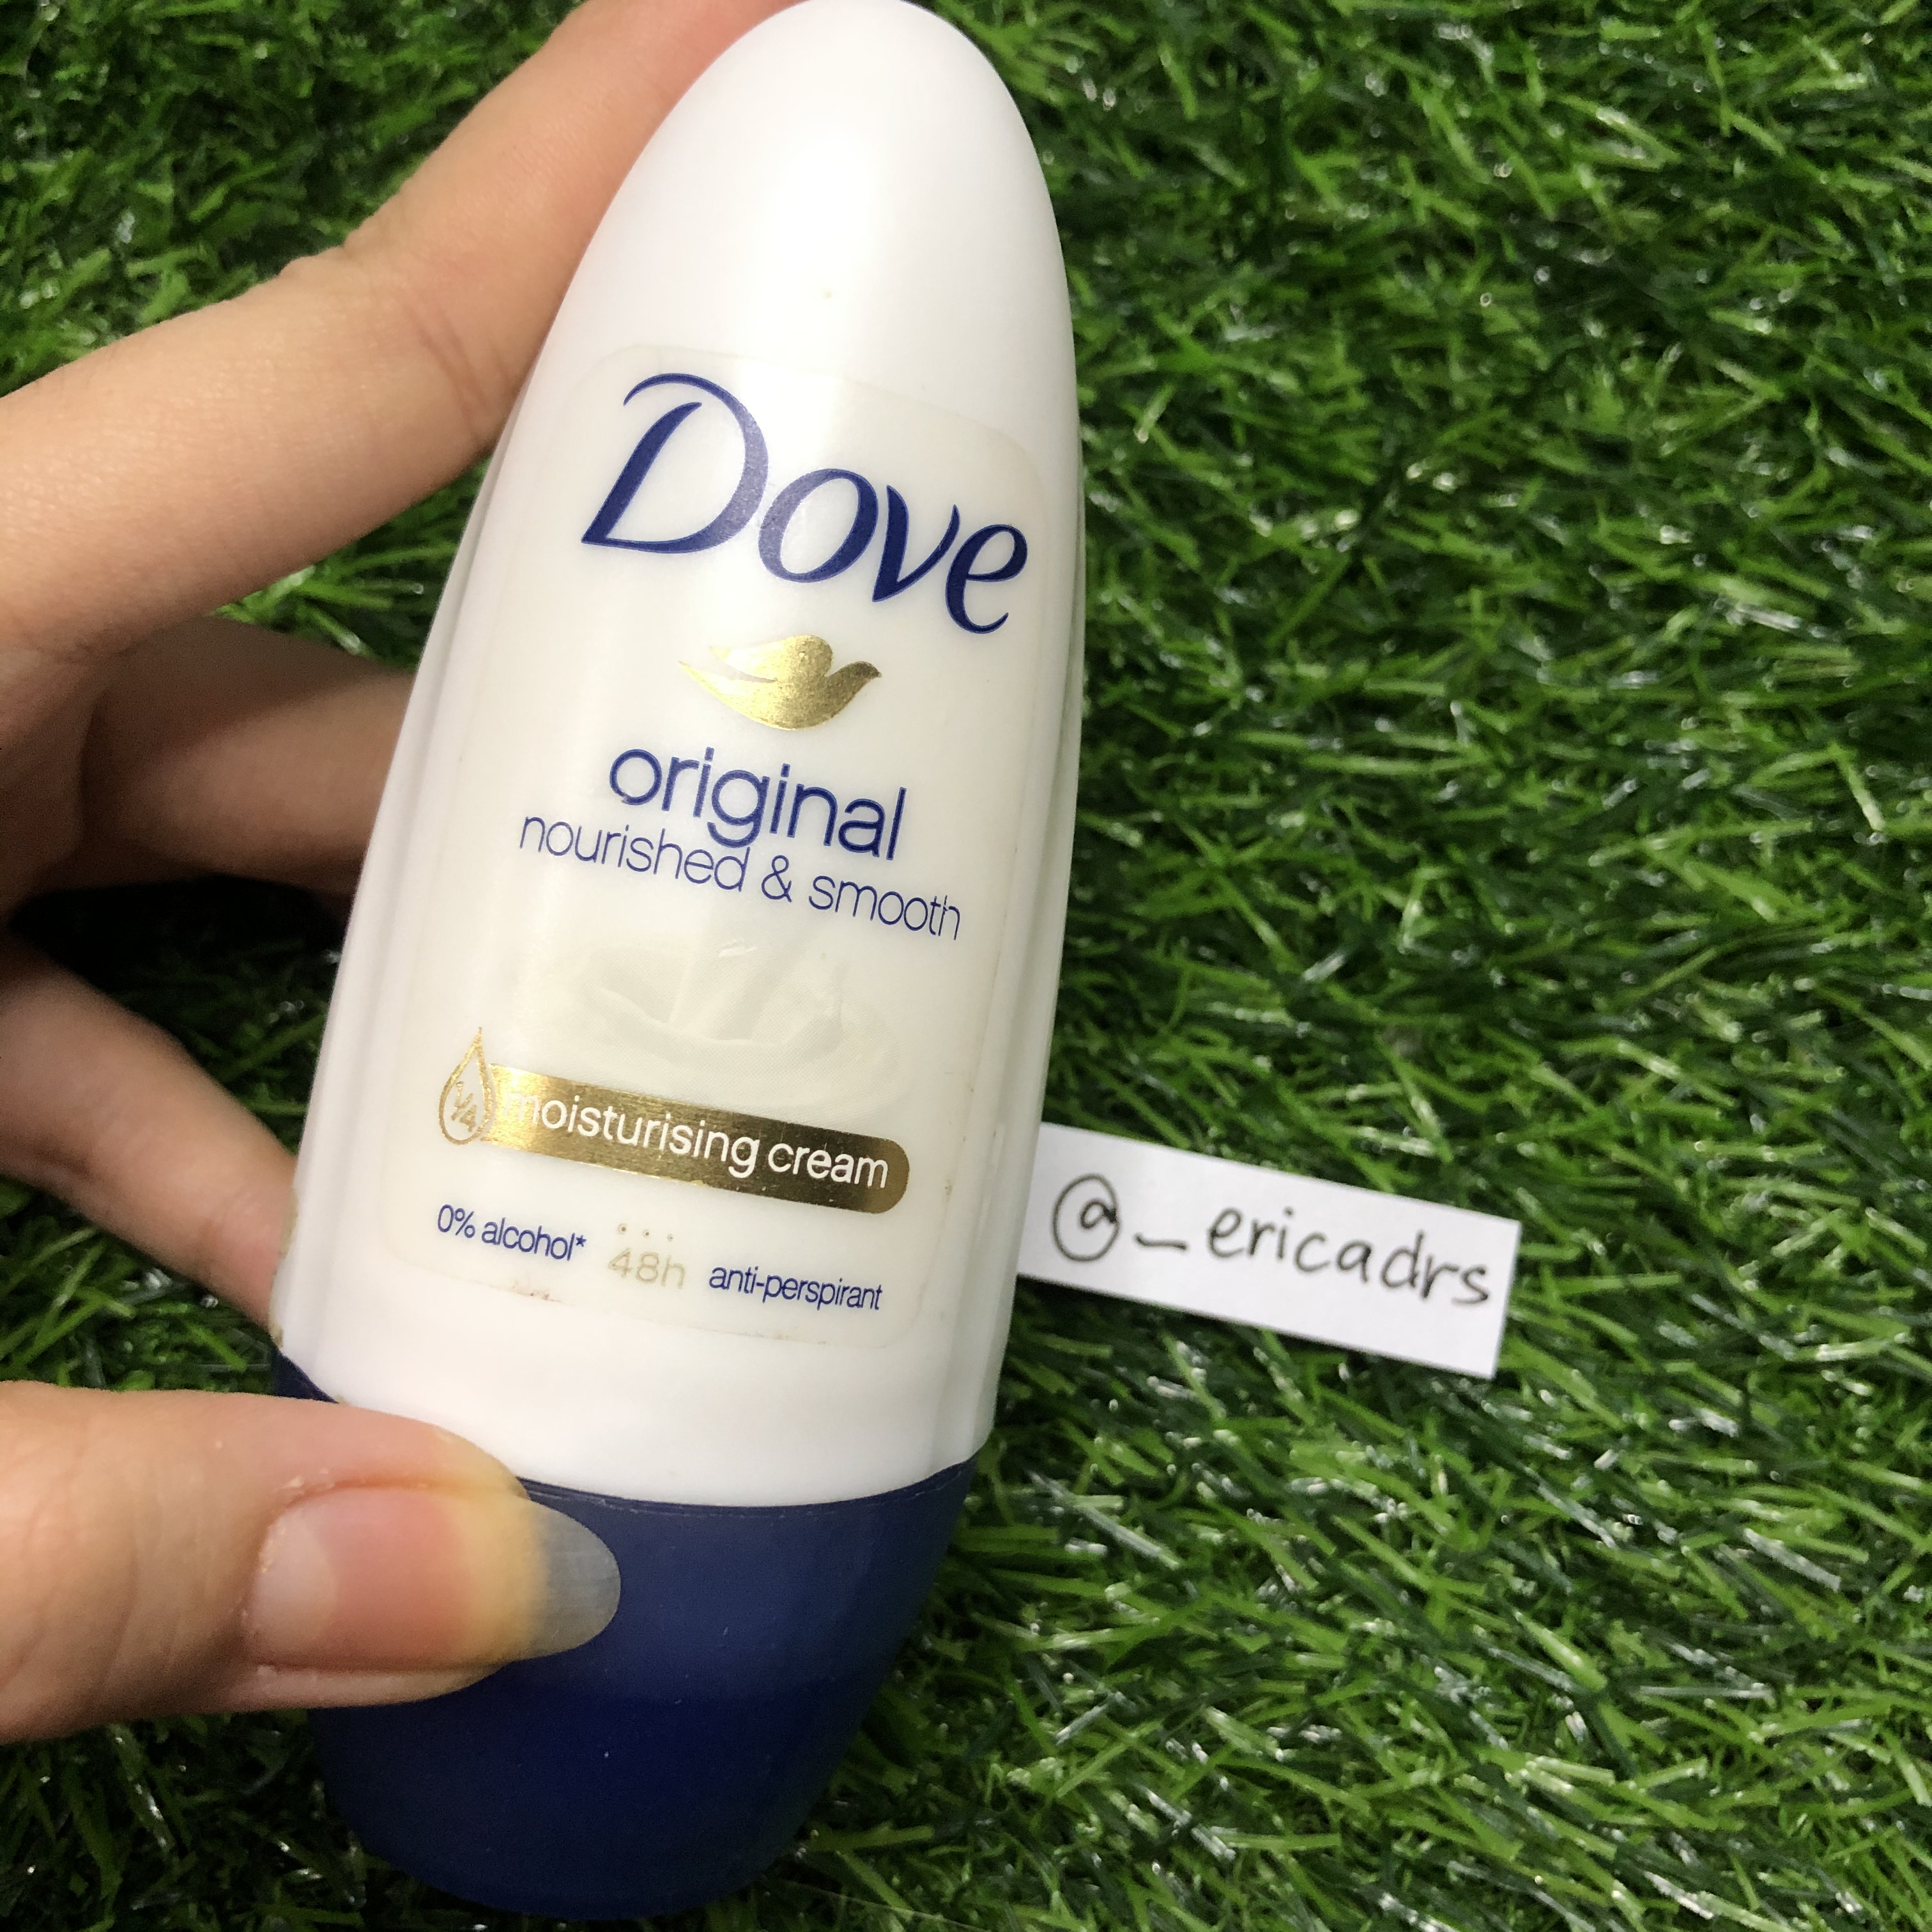 Dove
original
nourished & smooth
1/4 moisturising cream
0% alcohol* 48h anti-perspirant
@_ericadrs